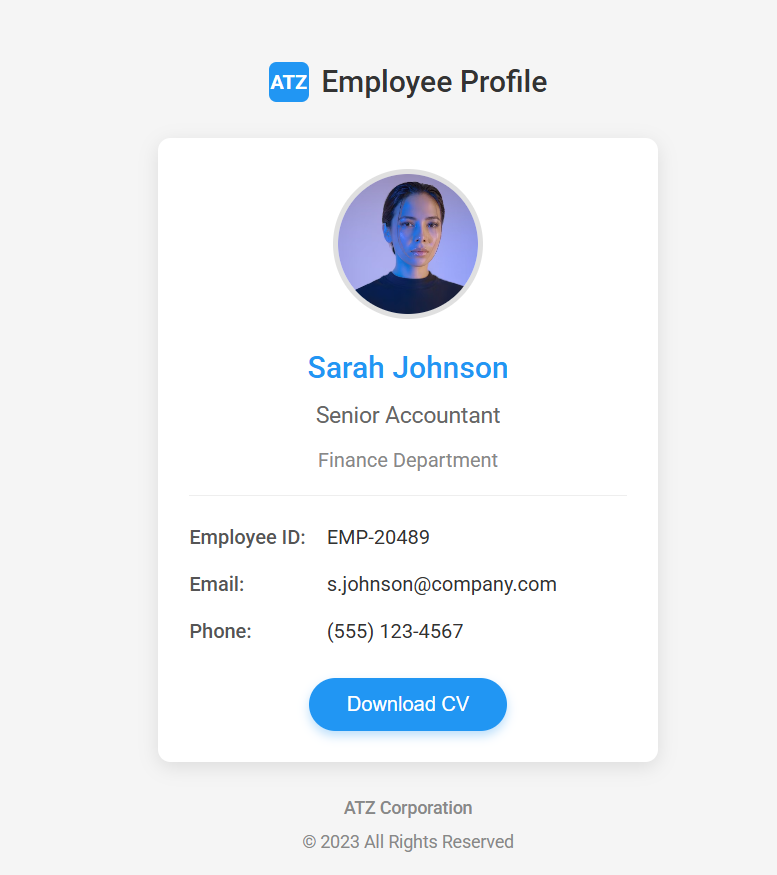 ATZ Employee Profile
Sarah Johnson
Senior Accountant
Finance Department
Employee ID: EMP-20489
Email: s.johnson@company.com
Phone: (555) 123-4567
Download CV
ATZ Corporation
© 2023 All Rights Reserved